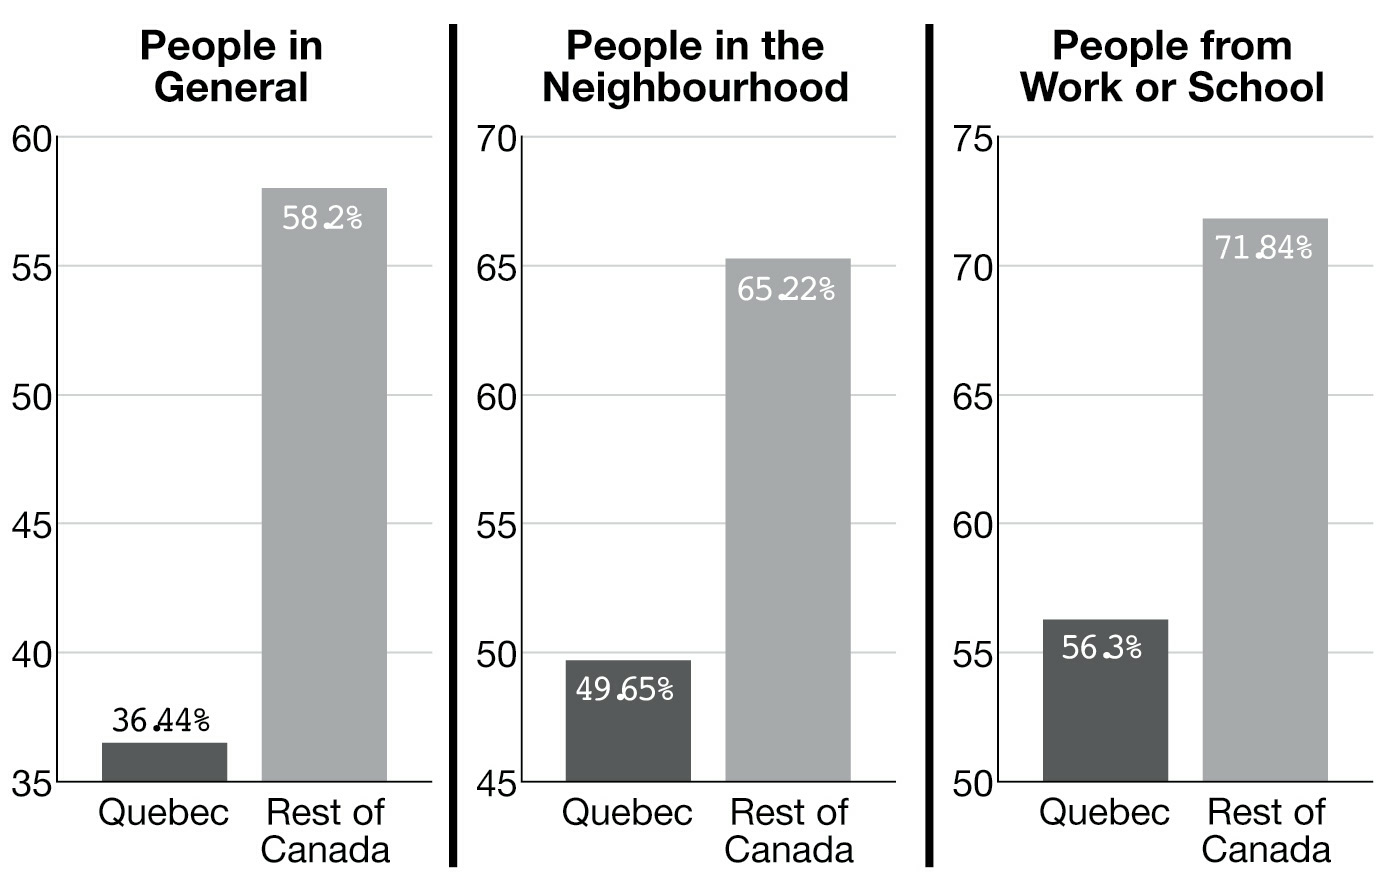 People in
General
60
55
50
45
40
35
58.2%
36.44%
Quebec
Rest of
Canada
People in the
Neighbourhood
70
65
60
55
50
45
65.22%
49.65%
Quebec
Rest of
Canada
People from
Work or School
75
70
65
60
55
50
71.84%
56.3%
Quebec
Rest of
Canada